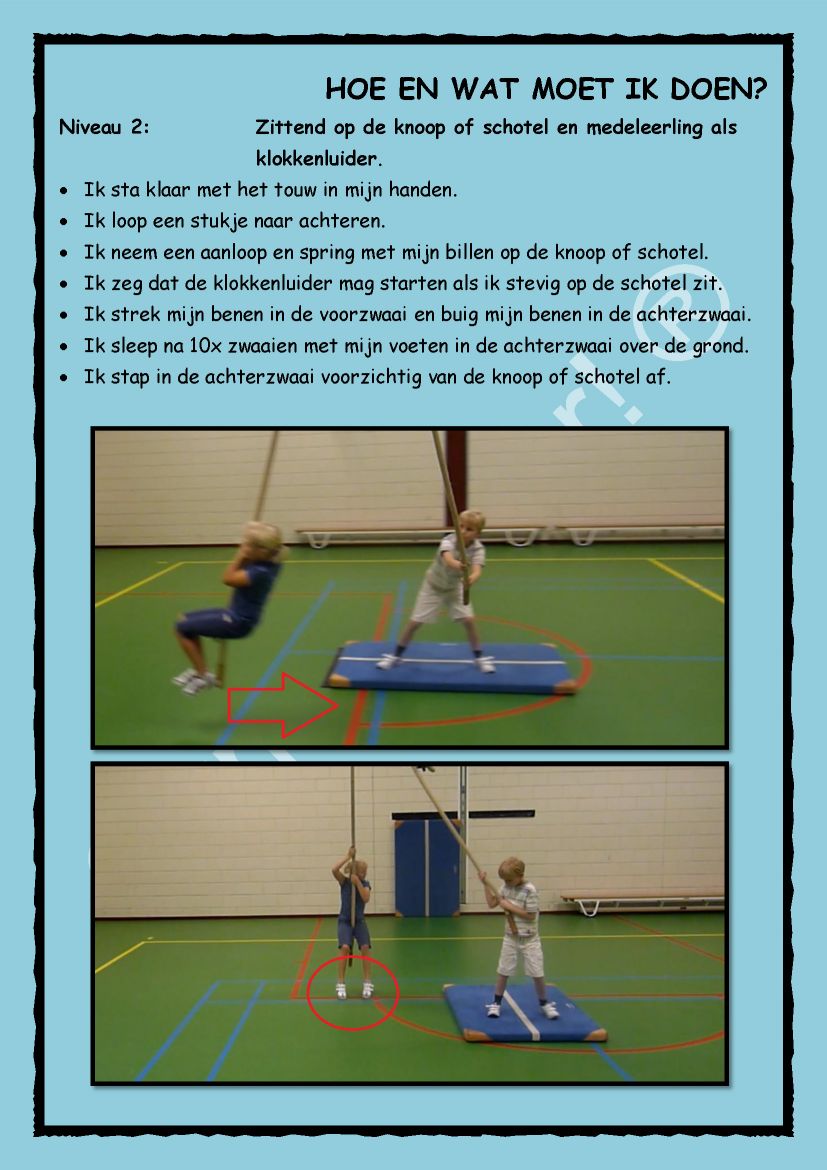 HOE EN WAT MOET IK DOEN?
Niveau 2: Zittend op de knoop of schotel en medeleerling als
klokkenluider.
• Ik sta klaar met het touw in mijn handen.
• Ik loop een stukje naar achteren.
• Ik neem een aanloop en spring met mijn billen op de knoop of schotel.
• Ik zeg dat de klokkenluider mag starten als ik stevig op de schotel zit.
• Ik strek mijn benen in de voorzwaai en buig mijn benen in de achterzwaai.
• Ik sleep na 10x zwaaien met mijn voeten in de achterzwaai over de grond.
• Ik stap in de achterzwaai voorzichtig van de knoop of schotel af.